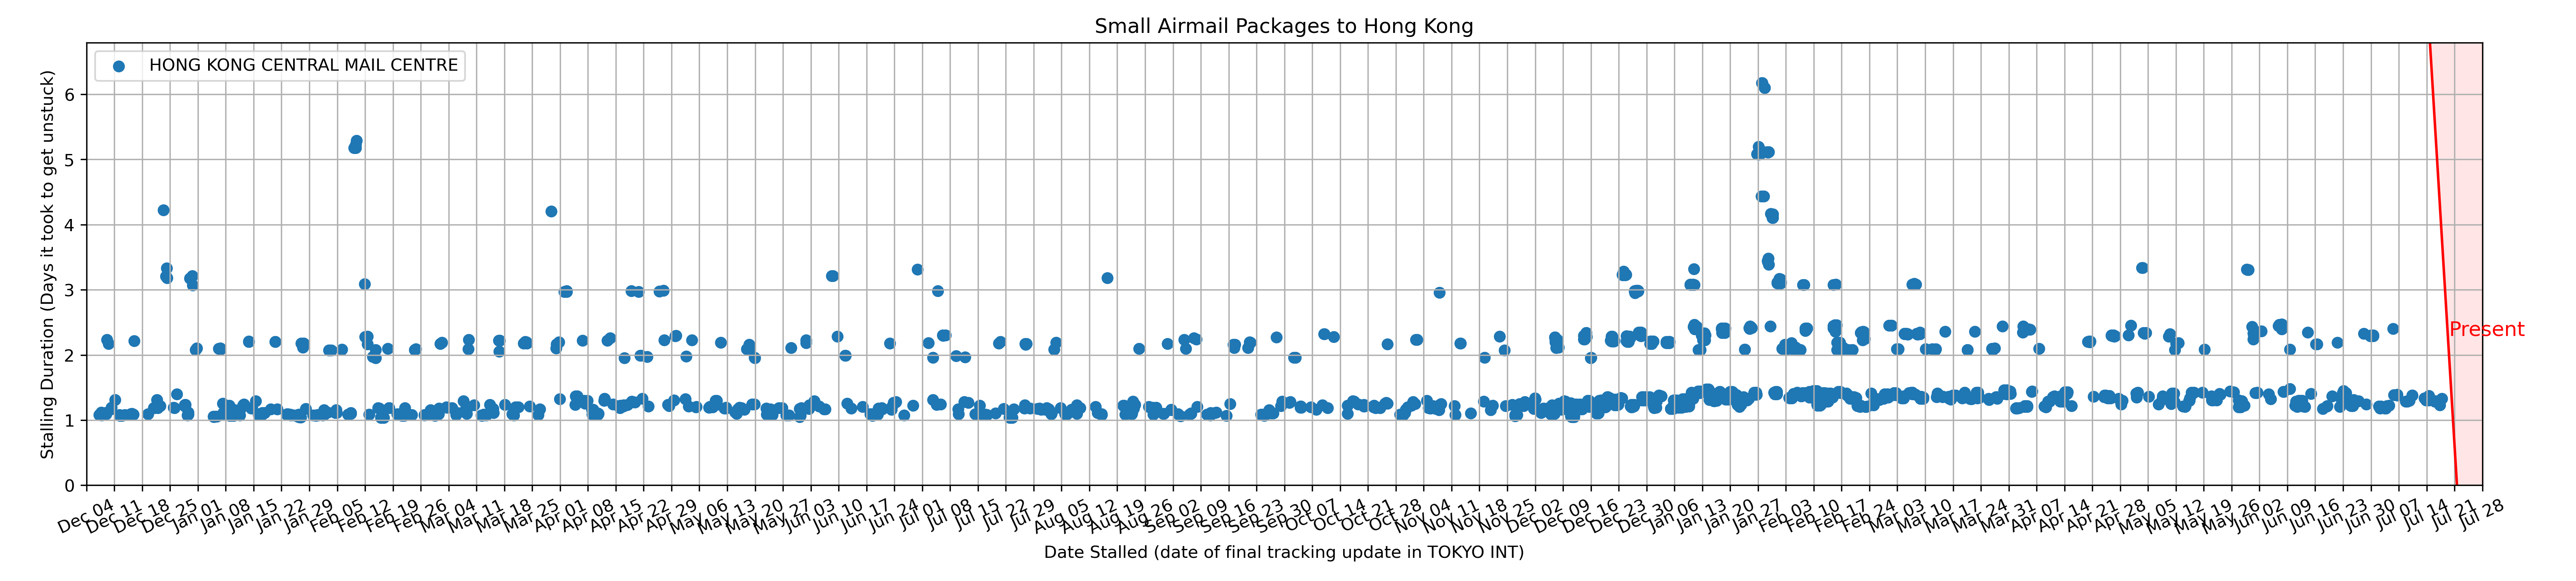 Small Airmail Packages to Hong Kong
HONG KONG CENTRAL MAIL CENTRE
Stalling Duration (Days it took to get unstuck)
6
5
4
3
2
1
0
Present
Dec 04 Dec 11 Dec 18 Dec 25 Jan 01 Jan 08 Jan 15 Jan 22 Jan 29 Feb 05 Feb 12 Feb 19 Feb 26 Mar 04 Mar 11 Mar 18 Mar 25 Apr 01 Apr 08 Apr 15 Apr 22 Apr 29 May 06 May 13 May 20 May 27 Jun 03 Jun 10 Jun 17 Jun 24 Jul 01 Jul 08 Jul 15 Jul 22 Jul 29 Aug 05 Aug 12 Aug 19 Aug 26 Sep 02 Sep 09 Sep 16 Sep 23 Sep 30 Oct 07 Oct 14 Oct 21 Oct 28 Nov 04 Nov 11 Nov 18 Nov 25 Dec 02 Dec 09 Dec 16 Dec 23 Dec 30 Jan 06 Jan 13 Jan 20 Jan 27 Feb 03 Feb 10 Feb 17 Feb 24 Mar 03 Mar 10 Mar 17 Mar 24 Mar 31 Apr 07 Apr 14 Apr 21 Apr 28 May 05 May 12 May 19 May 26 Jun 02 Jun 09 Jun 16 Jun 23 Jun 30 Jul 07 Jul 14 Jul 21 Jul 28
Date Stalled (date of final tracking update in TOKYO INT)